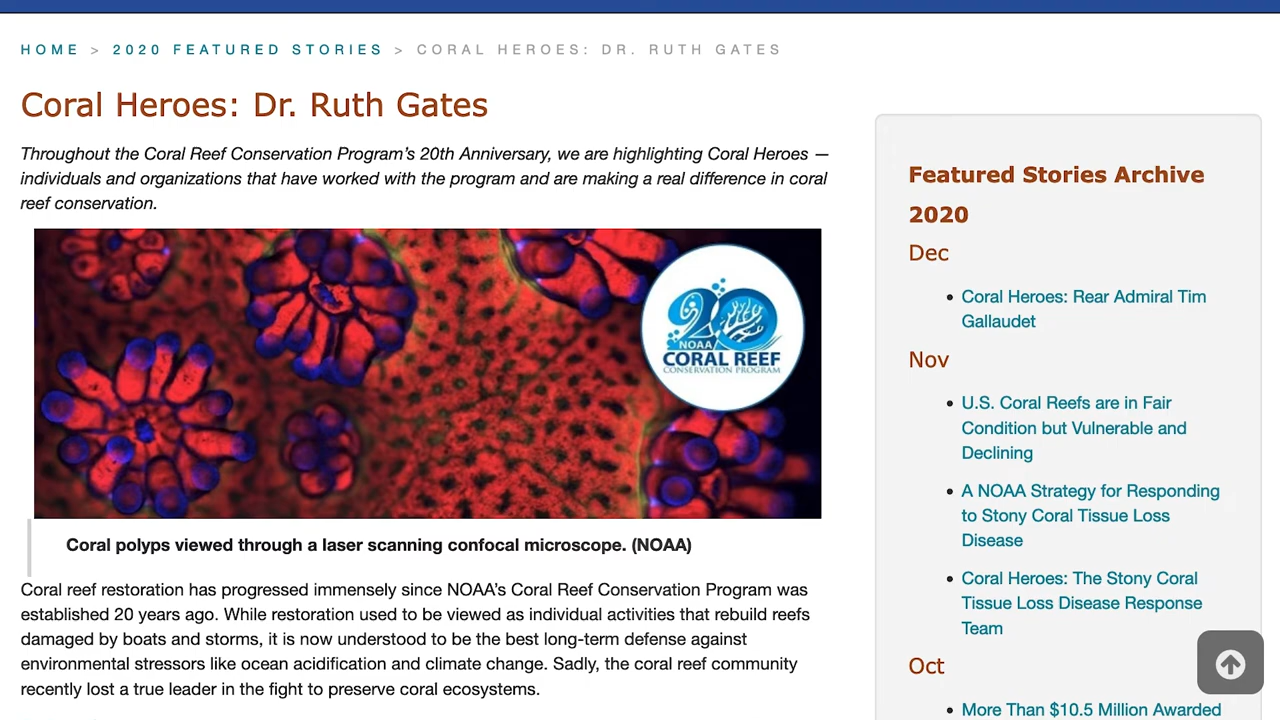 HOME > 2020 FEATURED STORIES > CORAL HEROES: DR. RUTH GATES
Coral Heroes: Dr. Ruth Gates
Throughout the Coral Reef Conservation Program's 20th Anniversary, we are highlighting Coral Heroes —
individuals and organizations that have worked with the program and are making a real difference in coral
reef conservation.
20
NOAA
CORAL REEF
CONSERVATION PROGRAM
Coral polyps viewed through a laser scanning confocal microscope. (NOAA)
Coral reef restoration has progressed immensely since NOAA's Coral Reef Conservation Program was
established 20 years ago. While restoration used to be viewed as individual activities that rebuild reefs
damaged by boats and storms, it is now understood to be the best long-term defense against
environmental stressors like ocean acidification and climate change. Sadly, the coral reef community
recently lost a true leader in the fight to preserve coral ecosystems.
Featured Stories Archive
2020
Dec
• Coral Heroes: Rear Admiral Tim
Gallaudet
Nov
• U.S. Coral Reefs are in Fair
Condition but Vulnerable and
Declining
• A NOAA Strategy for Responding
to Stony Coral Tissue Loss
Disease
• Coral Heroes: The Stony Coral
Tissue Loss Disease Response
Team
Oct
• More Than $10.5 Million Awarded